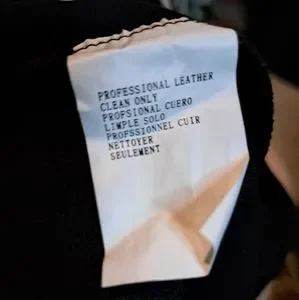 PROFESSIONAL LEATHER
CLEAN ONLY
PROFSIONAL CUERO
LIMPLE SOLO
PROFSSIONNEL CUIR
NETTOYER
SEULEMENT